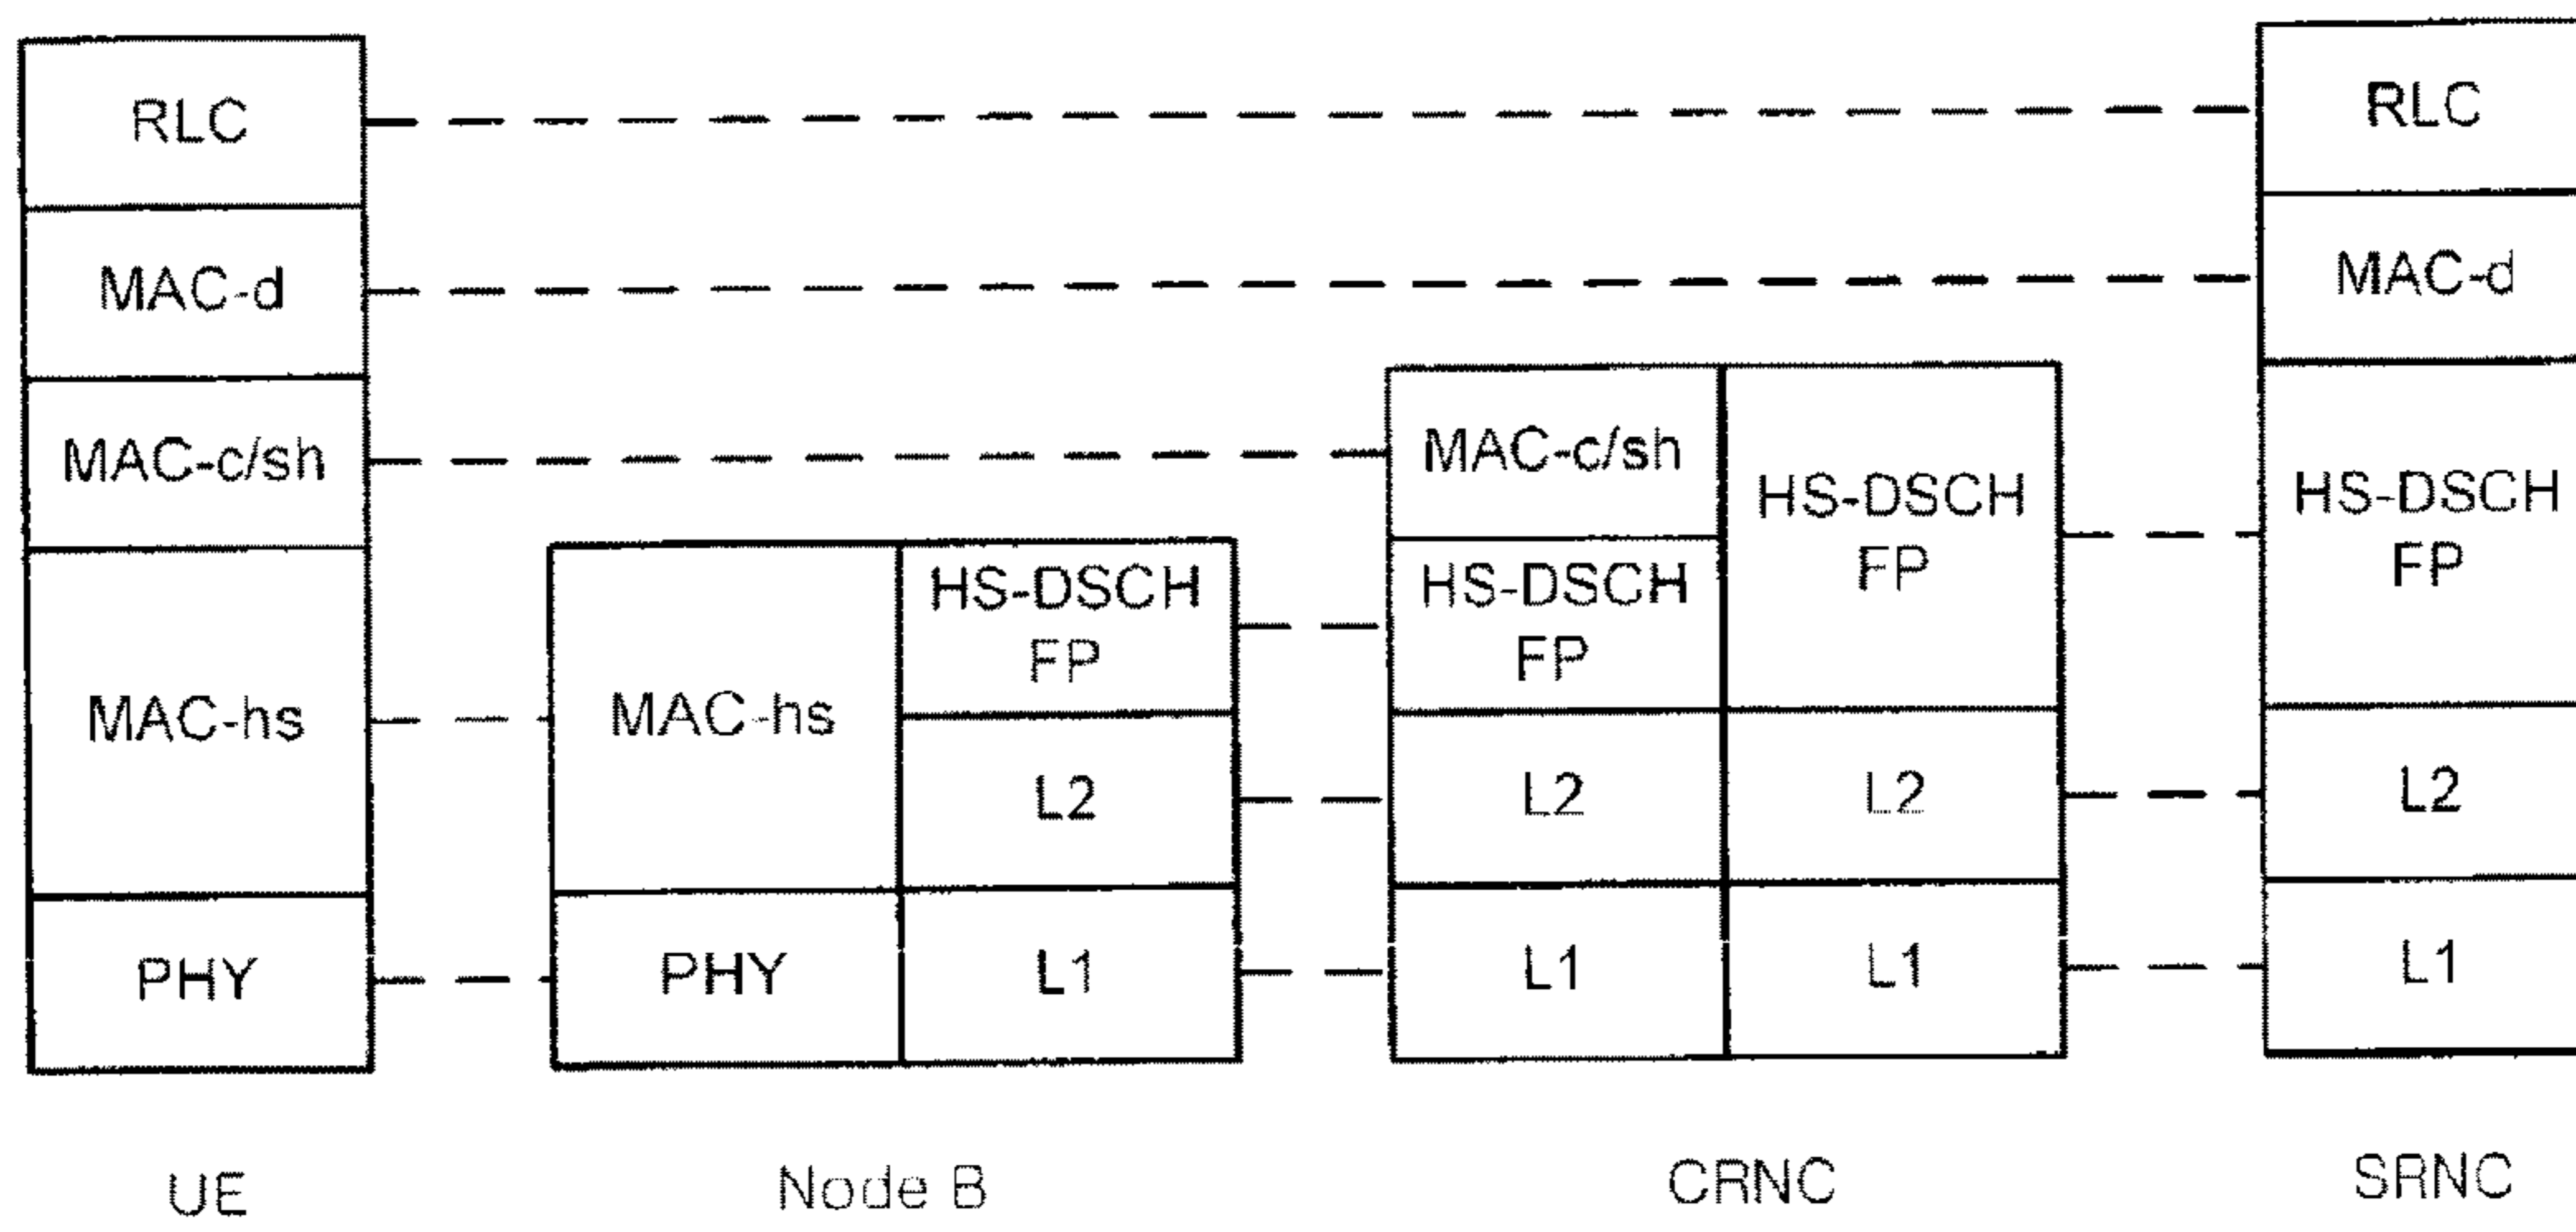 RLC
MAC-d
MAC-c/sh
MAC-hs
PHY
UE
MAC-hs
PHY
HS-DSCH
FP
L2
L1
Node B
MAC-c/sh
HS-DSCH
FP
L2
L1
HS-DSCH
FP
L2
L1
CRNC
RLC
MAC-d
HS-DSCH
FP
L2
L1
SRNC